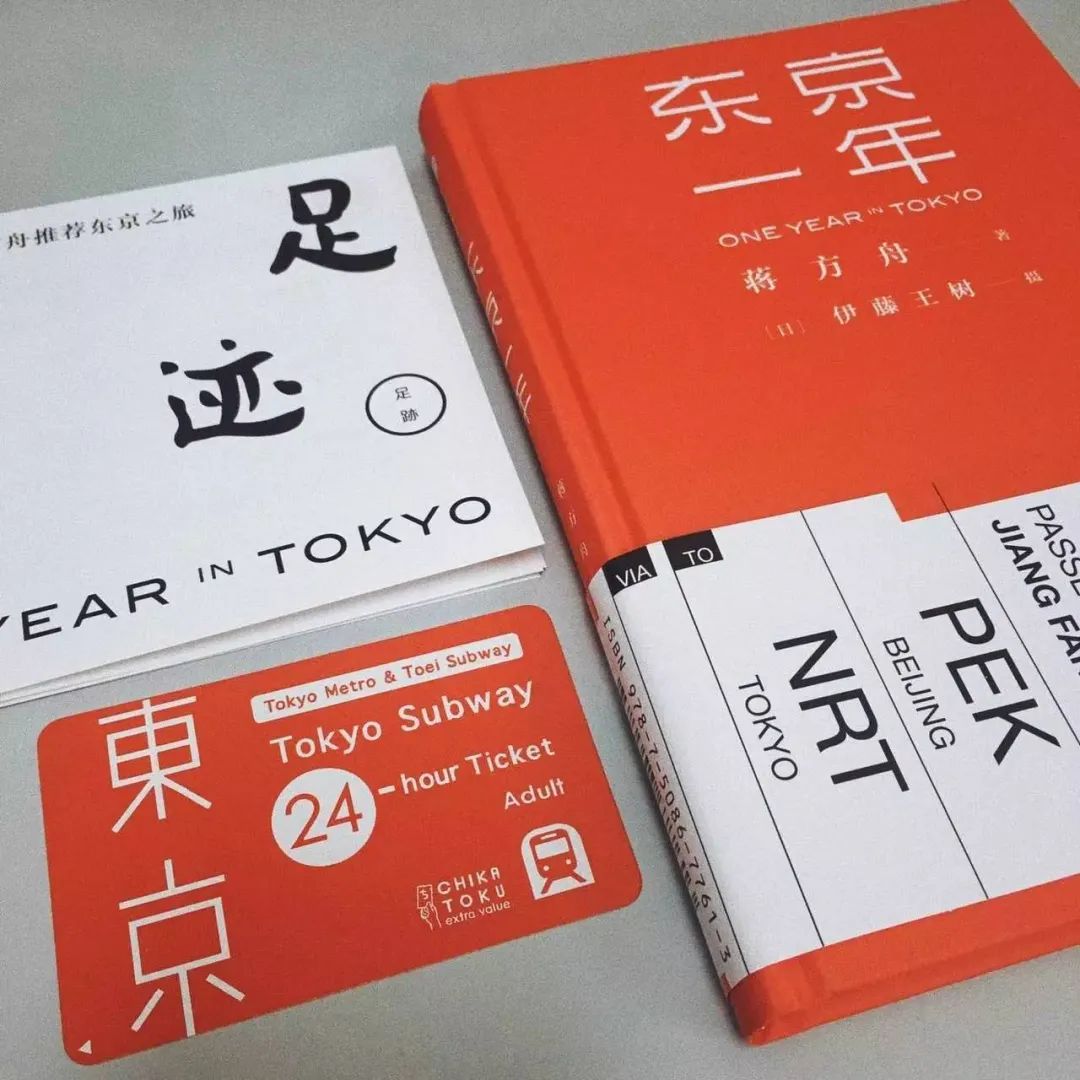 舟推荐东京之旅
足
迹
足
跡
YEAR IN TOKYO
東
京
Tokyo Metro & Toei Subway
Tokyo Subway
24-hour Ticket
Adult
CHIKA
TOKU
extra value
东京
一年
ONE YEAR IN TOKYO
蒋方舟 著
[日] 伊藤王树 摄
VIA
TO
NRT
TOKYO
PEK
BEIJING
JIANG
ISBN 978-7-5086-7761-3